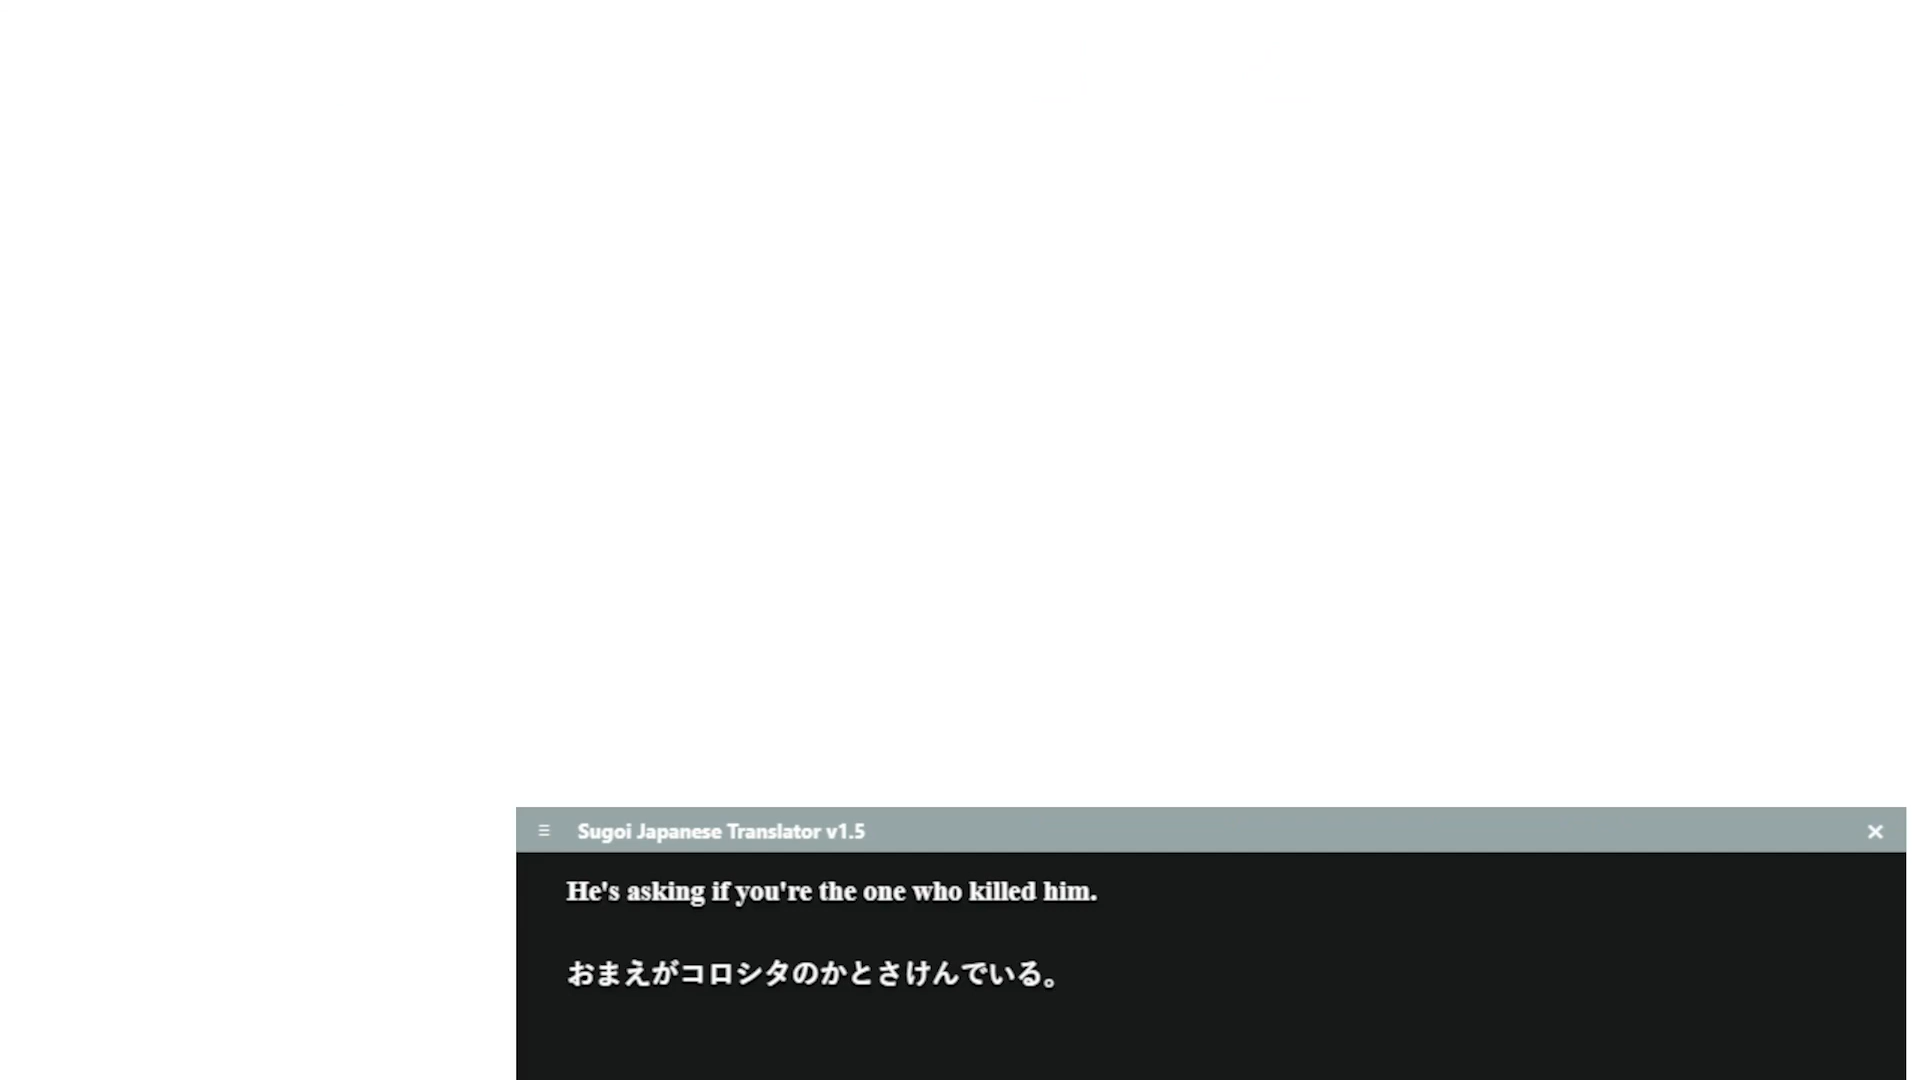 Sugoi Japanese Translator v1.5
He's asking if you're the one who killed him.
おまえがコロシタのかとさけんでいる。